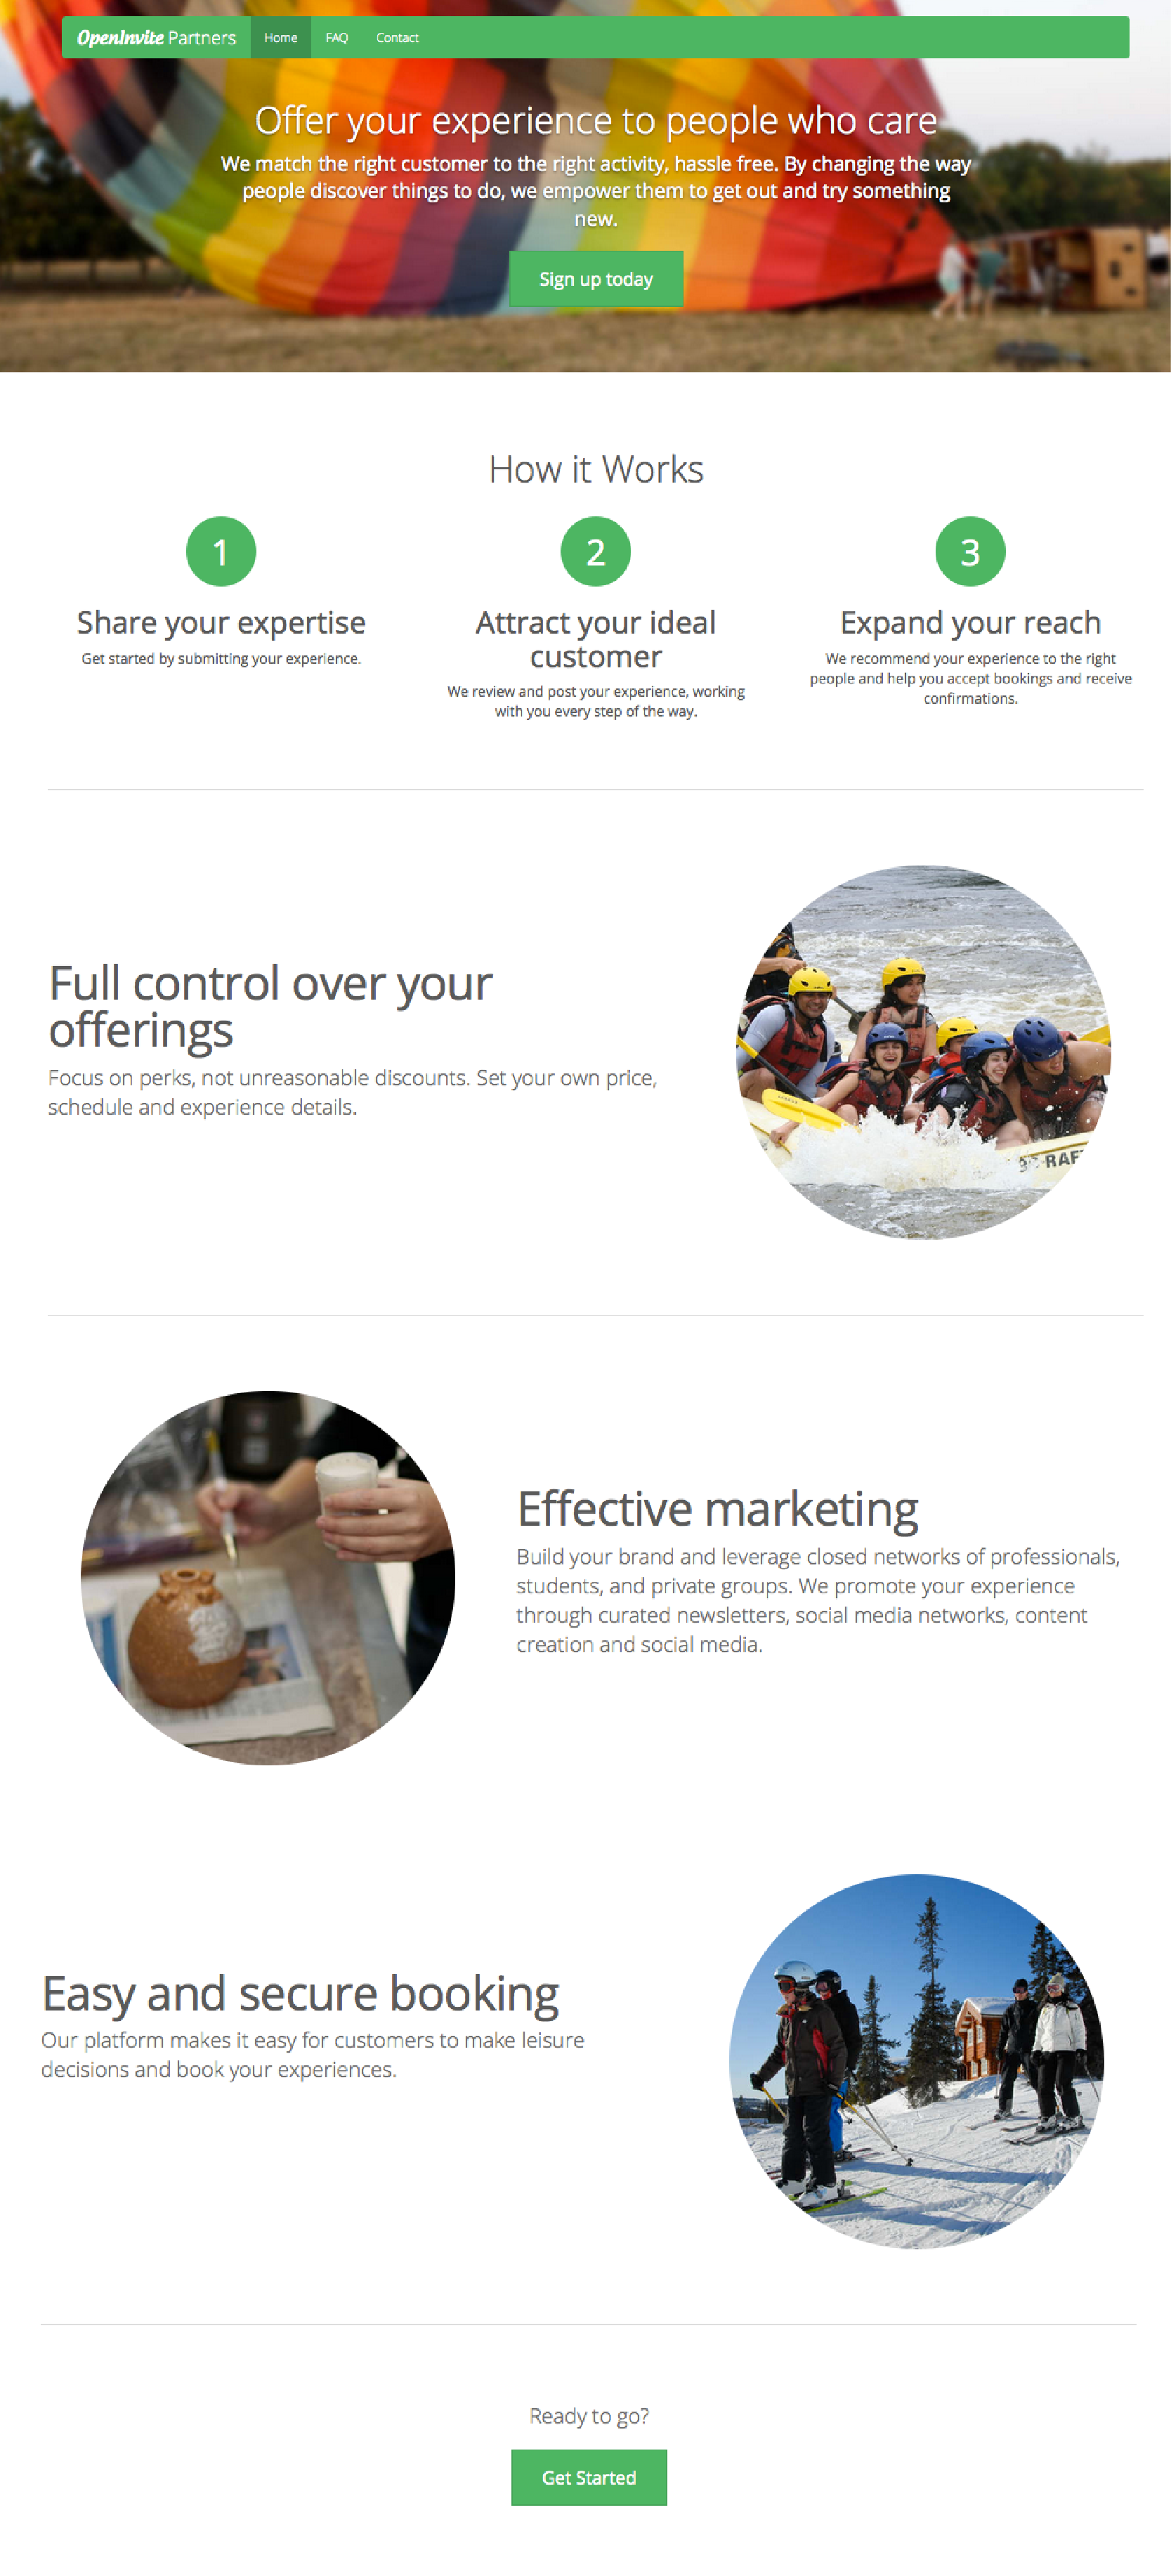 OpenInvite Partners Home FAQ Contact
Offer your experience to people who care
We match the right customer to the right activity, hassle free. By changing the way
people discover things to do, we empower them to get out and try something
new.
Sign up today
How it Works
1
Share your expertise
Get started by submitting your experience.
2
Attract your ideal
customer
We review and post your experience, working
with you every step of the way.
3
Expand your reach
We recommend your experience to the right
people and help you accept bookings and receive
confirmations.
Full control over your
offerings
Focus on perks, not unreasonable discounts. Set your own price,
schedule and experience details.
RAF
Effective marketing
Build your brand and leverage closed networks of professionals,
students, and private groups. We promote your experience
through curated newsletters, social media networks, content
creation and social media.
Easy and secure booking
Our platform makes it easy for customers to make leisure
decisions and book your experiences.
Ready to go?
Get Started